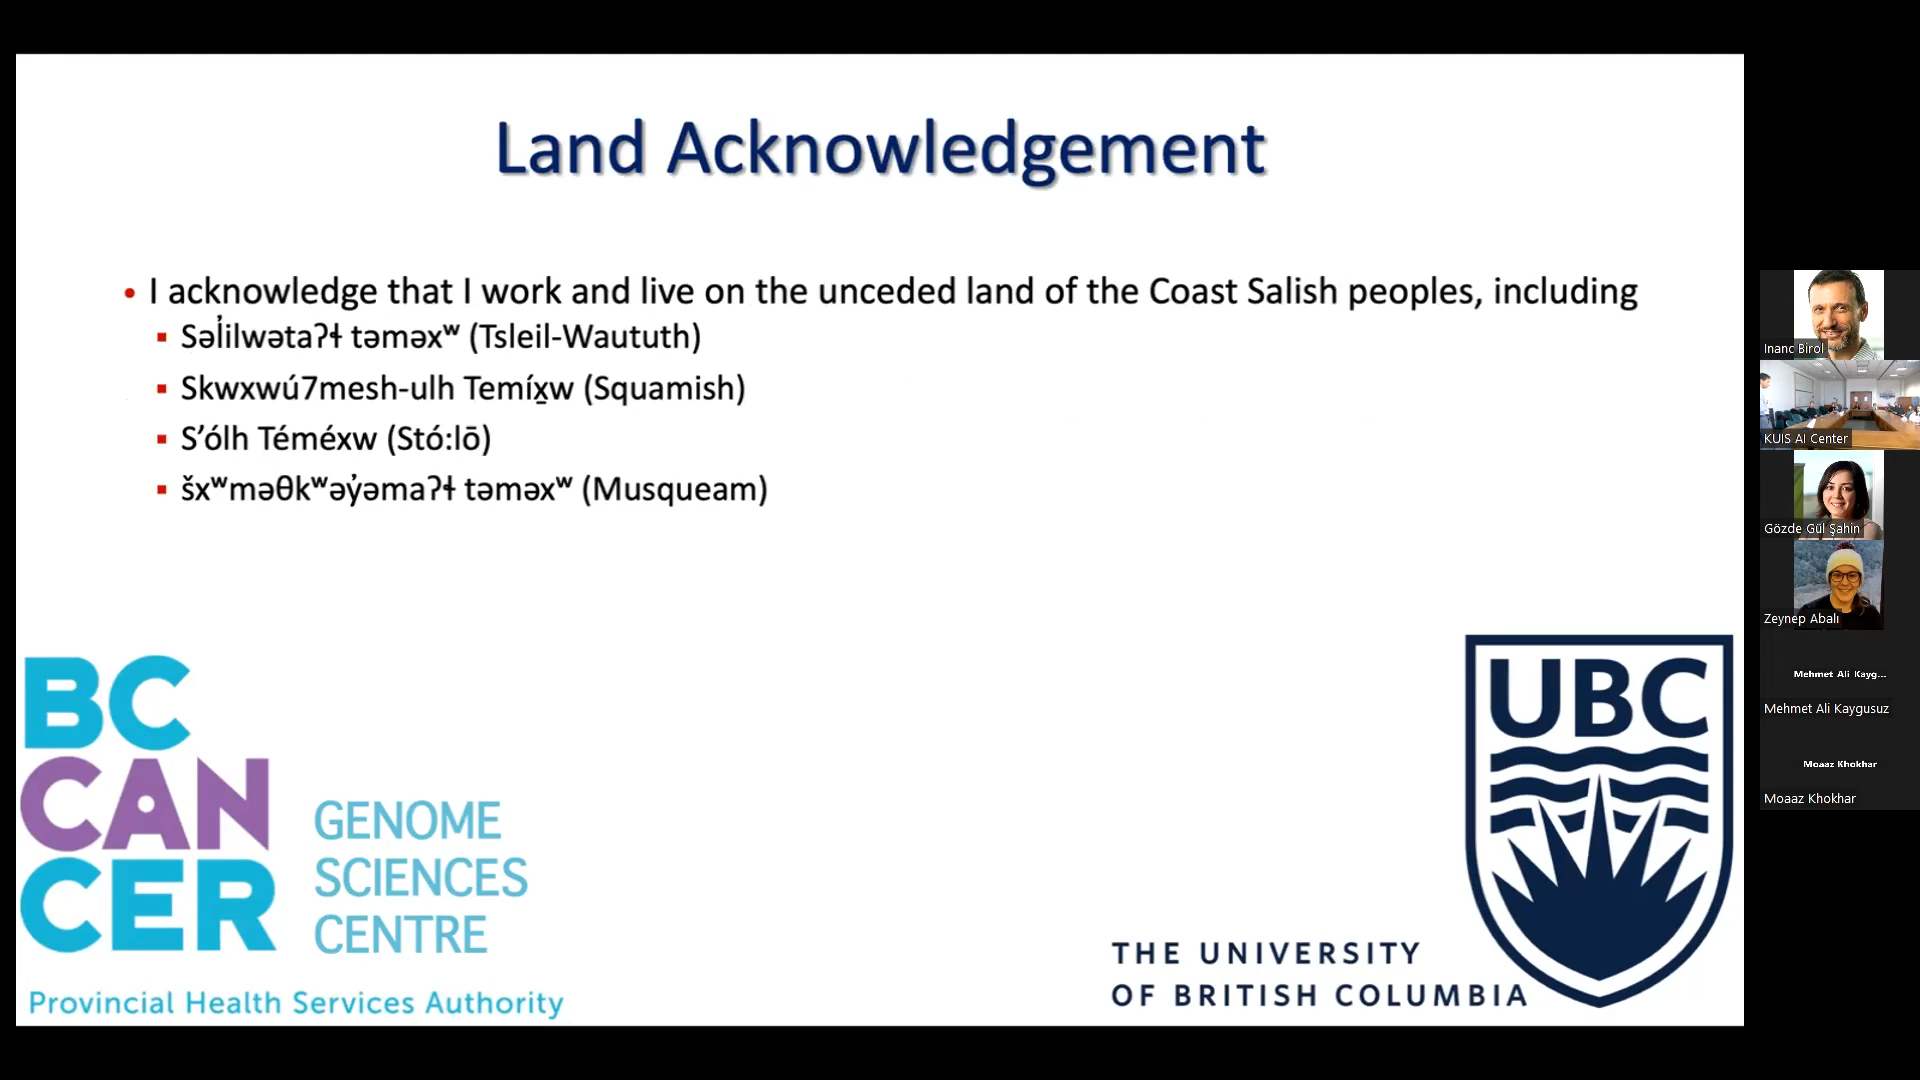 Land Acknowledgement
• I acknowledge that I work and live on the unceded land of the Coast Salish peoples, including
▪ Səl̓ilwətaʔɬ təməxʷ (Tsleil-Waututh)
▪ Skwxwú7mesh-ulh Temíx̱w (Squamish)
▪ S’ólh Téméxw (Stó:lō)
▪ šxʷməθkʷəy̓əmaʔɬ təməxʷ (Musqueam)
BC
CAN
CER
GENOME
SCIENCES
CENTRE
Provincial Health Services Authority
UBC
THE UNIVERSITY
OF BRITISH COLUMBIA
Inanc Birol
KUIS AI Center
Gözde Gül Şahin
Zeynep Abalı
Mehmet Ali Kayg...
Mehmet Ali Kaygusuz
Moaaz Khokhar
Moaaz Khokhar